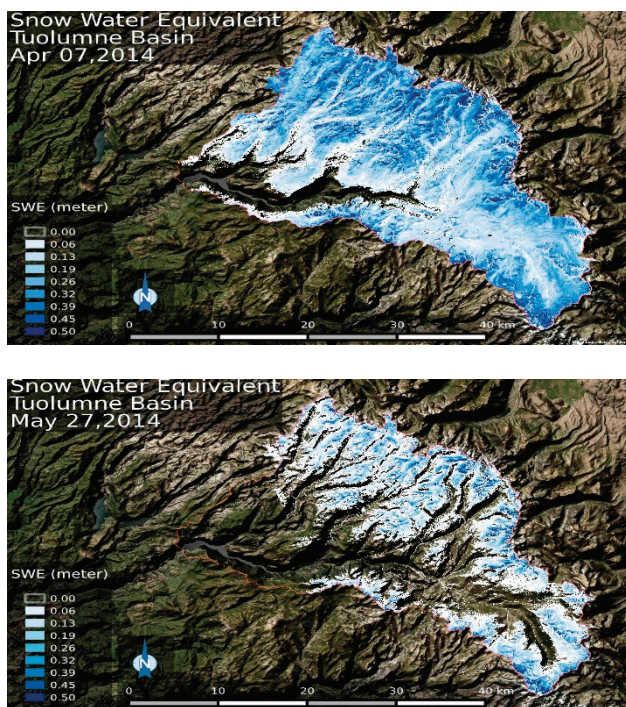 Snow Water Equivalent
Tuolumne Basin
Apr 07,2014
SWE (meter)
0.00
0.06
0.13
0.19
0.26
0.32
0.39
0.45
0.50
N
0 10 20 30 40 km
Snow Water Equivalent
Tuolumne Basin
May 27,2014
SWE (meter)
0.00
0.06
0.13
0.19
0.26
0.32
0.39
0.45
0.50
N
0 10 20 30 40 km